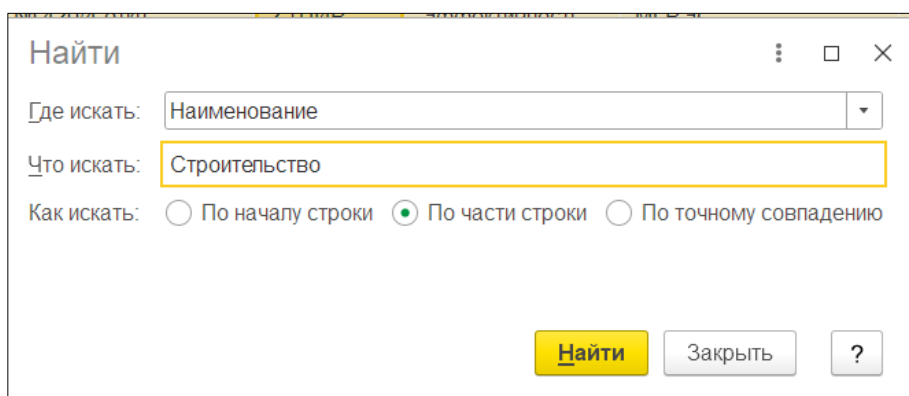 Найти
Где искать: Наименование
Что искать: Строительство
Как искать: По началу строки По части строки По точному совпадению
Найти Закрыть ?